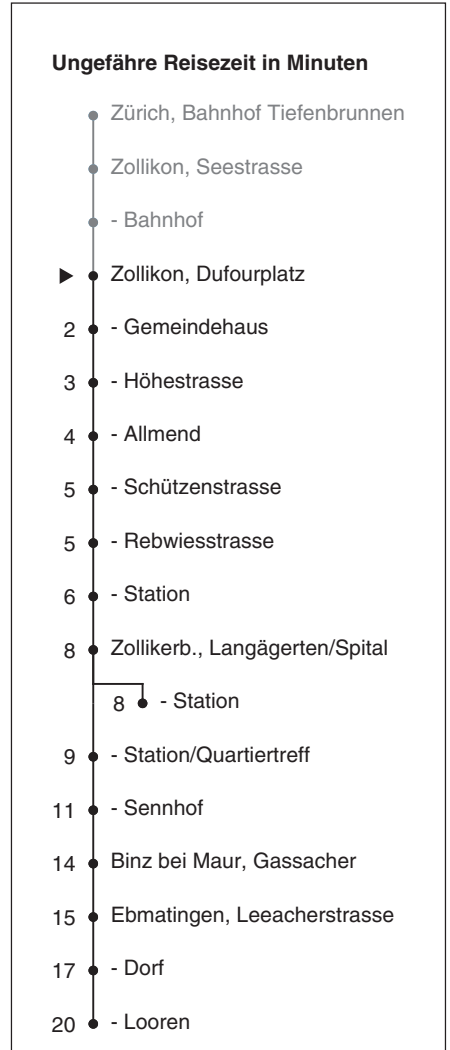 Ungefähre Reisezeit in Minuten
Zürich, Bahnhof Tiefenbrunnen
Zollikon, Seestrasse
- Bahnhof
Zollikon, Dufourplatz
2 - Gemeindehaus
3 - Höhestrasse
4 - Allmend
5 - Schützenstrasse
5 - Rebwiesstrasse
6 - Station
8 Zollikerb., Langägerten/Spital
8 - Station
9 - Station/Quartiertreff
11 - Sennhof
14 Binz bei Maur, Gassacher
15 Ebmatingen, Leeacherstrasse
17 - Dorf
20 - Looren